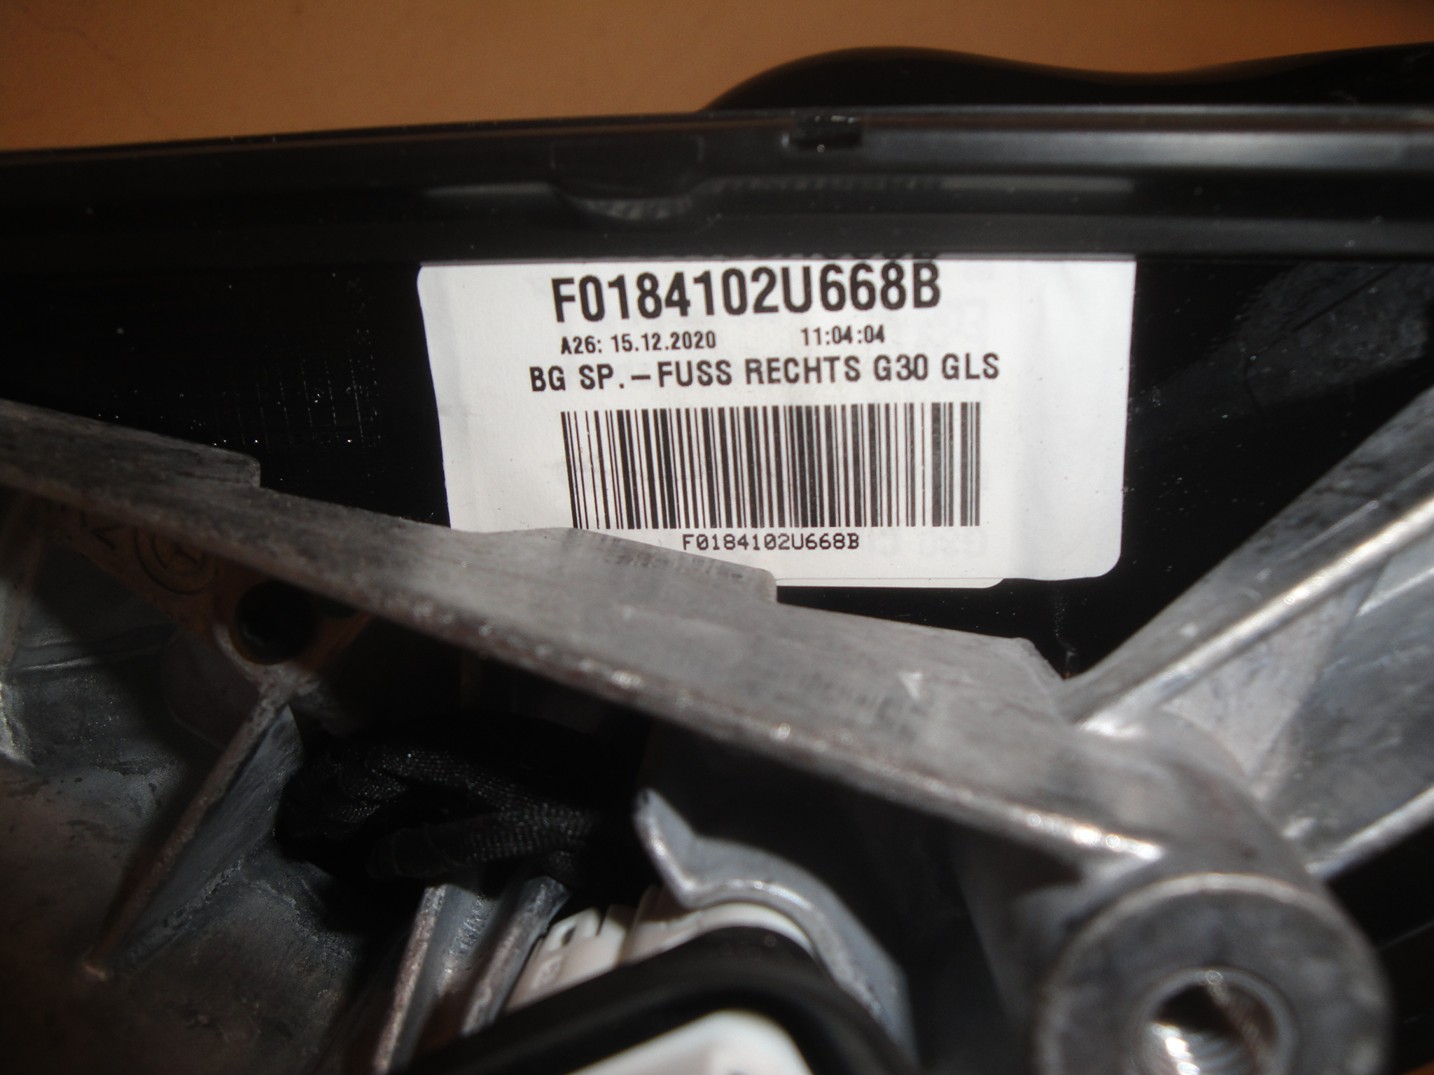 F0184102U668B
A26: 15.12.2020 11:04:04
BG SP.-FUSS RECHTS G30 GLS
F0184102U668B